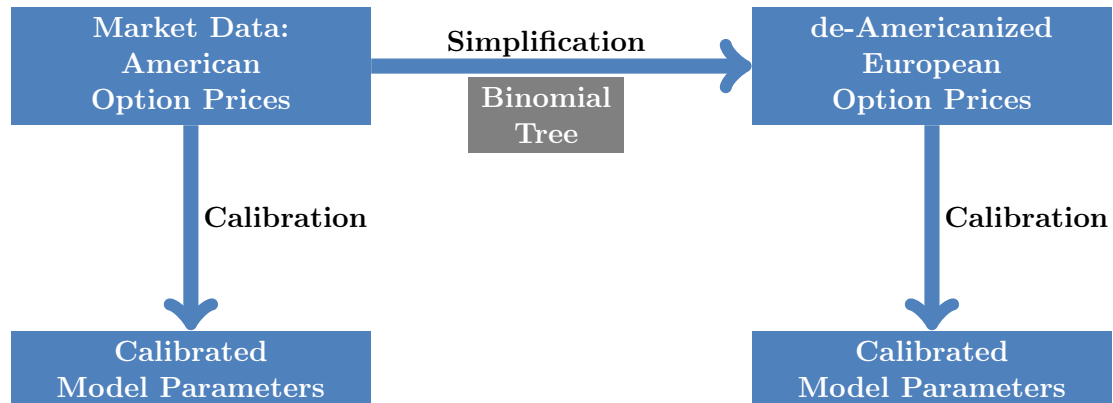 Market Data:
American
Option Prices
Simplification
Binomial
Tree
de-Americanized
European
Option Prices
Calibration
Calibration
Calibrated
Model Parameters
Calibrated
Model Parameters